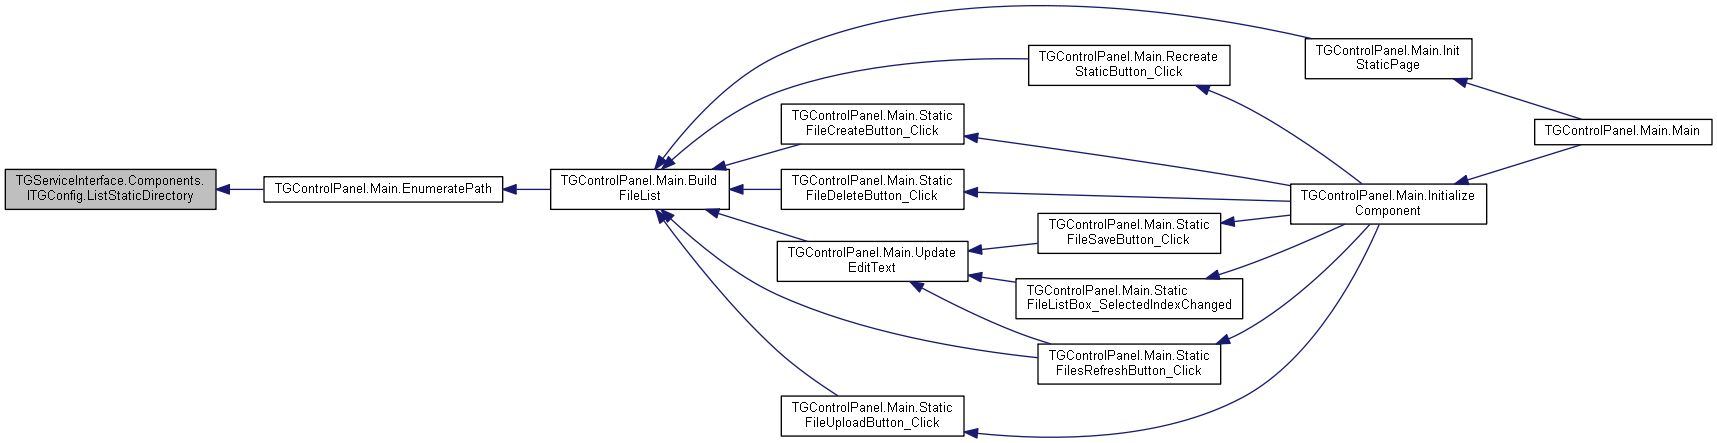 TGServiceInterface.Components.
ITGConfig.ListStaticDirectory
TGControlPanel.Main.EnumeratePath
TGControlPanel.Main.Build
FileList
TGControlPanel.Main.Init
StaticPage
TGControlPanel.Main.Recreate
StaticButton_Click
TGControlPanel.Main.Static
FileCreateButton_Click
TGControlPanel.Main.Static
FileDeleteButton_Click
TGControlPanel.Main.Update
EditText
TGControlPanel.Main.Static
FileSaveButton_Click
TGControlPanel.Main.Static
FileListBox_SelectedIndexChanged
TGControlPanel.Main.Static
FilesRefreshButton_Click
TGControlPanel.Main.Static
FileUploadButton_Click
TGControlPanel.Main.Initialize
Component
TGControlPanel.Main.Main